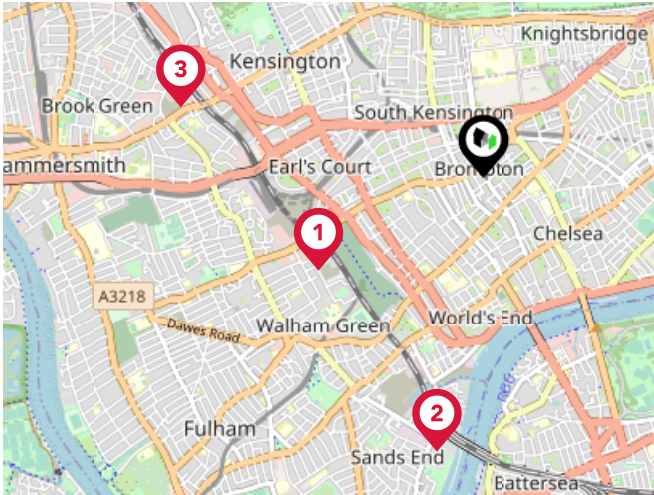 Knightsbridge
3
Kensington
Brook Green
South Kensington
ammersmith
Earl's Court
Brompton
1
Chelsea
A3218
World's End
Walham Green
Dawes Road
2
Fulham
Sands End
Battersea